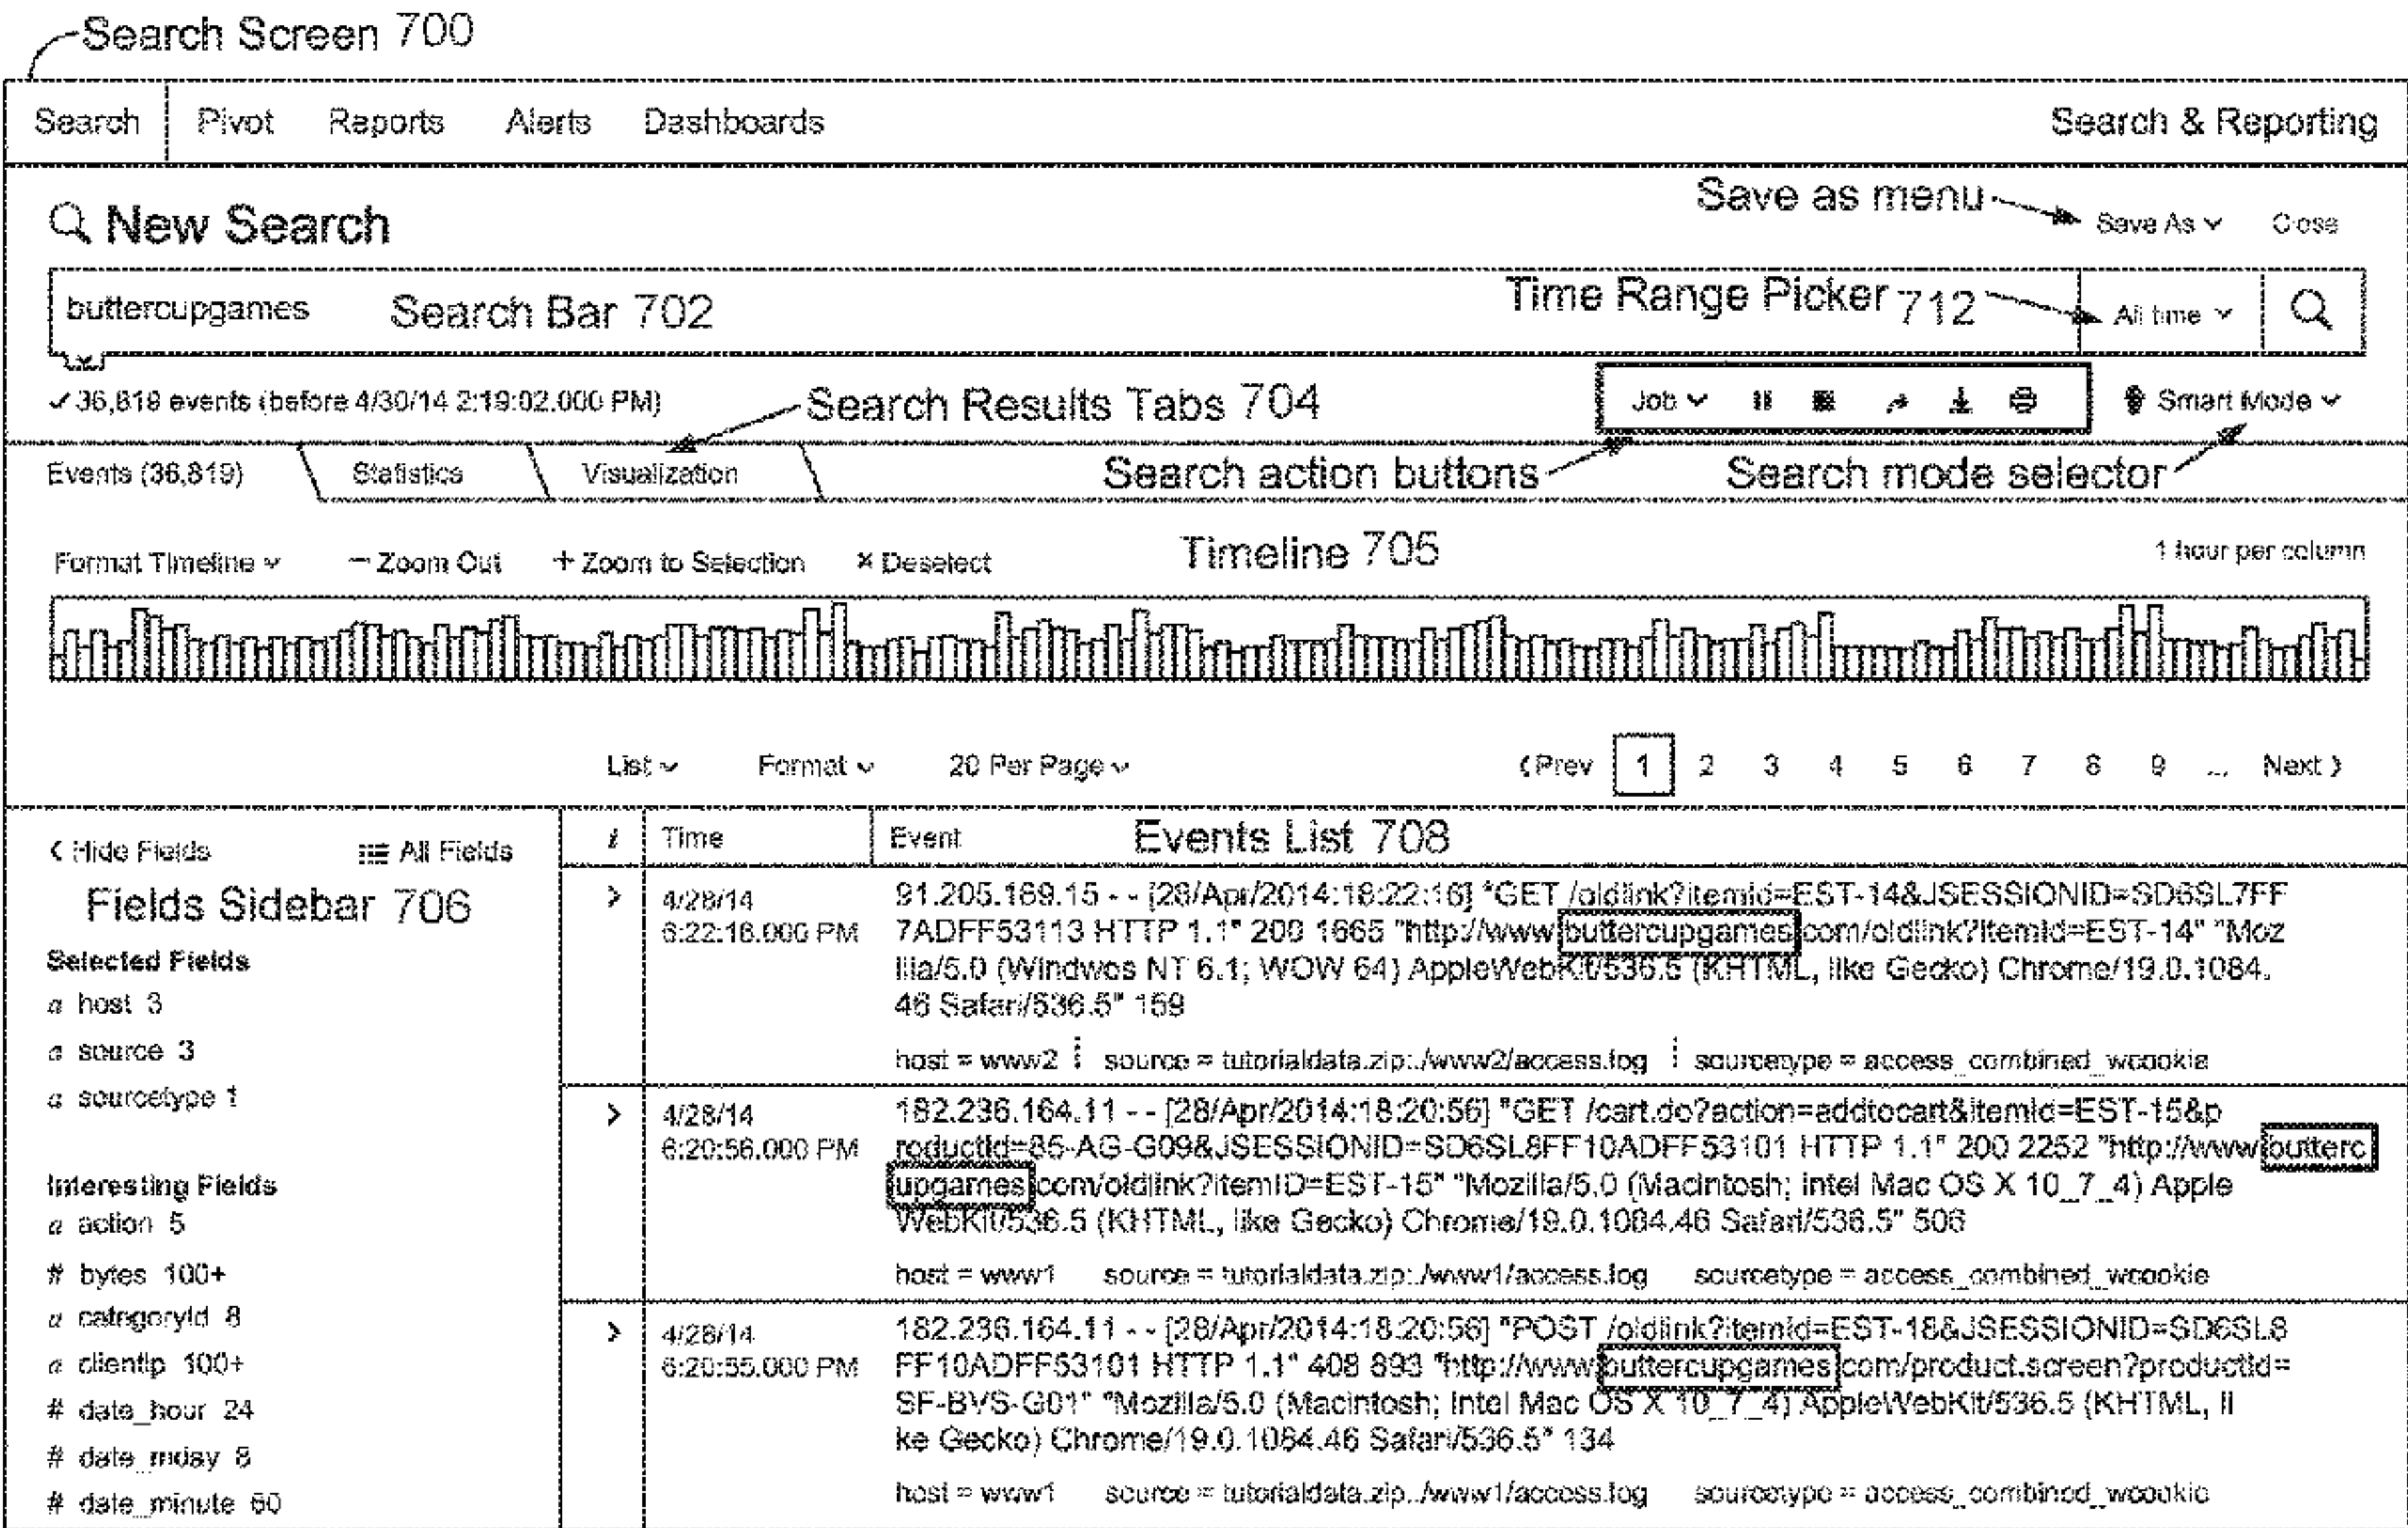 Search Screen 700
Search Pivot Reports Alerts Dashboards Search & Reporting
Save as menu
New Search Save As Close
buttercupgames Search Bar 702 Time Range Picker 712 All time
36,819 events (before 4/30/14 2:19:02.000 PM) Search Results Tabs 704 Job Smart Mode
Events (36,819) Statistics Visualization Search action buttons Search mode selector
Format Timeline — Zoom Out + Zoom to Selection × Deselect Timeline 705 1 hour per column
List Format 20 Per Page < Prev 1 2 3 4 5 6 7 8 9 ... Next >
< Hide Fields All Fields i Time Event Events List 708
Fields Sidebar 706
Selected Fields
a host 3
a source 3
a sourcetype 1
Interesting Fields
a action 5
# bytes 100+
a categoryId 8
a clientip 100+
# date_hour 24
# date_mday 8
# date_minute 60
> 4/28/14
6:22:16.000 PM
91.205.189.15 - - [28/Apr/2014:18:22:16] "GET /oldlink?itemid=EST-14&JSESSIONID=SD6SL7FF
7ADFF53113 HTTP 1.1" 200 1665 "http://www.buttercupgames.com/oldlink?itemid=EST-14" "Moz
illa/5.0 (Windwos NT 6.1; WOW 64) AppleWebKit/536.5 (KHTML, like Gecko) Chrome/19.0.1084.
46 Safari/536.5" 159
host = www2 source = tutorialdata.zip:./www2/access.log sourcetype = access_combined_wcookie
> 4/28/14
6:20:56.000 PM
182.236.164.11 - - [28/Apr/2014:18:20:56] "GET /cart.do?action=addtocart&itemid=EST-15&p
roductid=85-AG-G09&JSESSIONID=SD6SL8FF10ADFF53101 HTTP 1.1" 200 2252 "http://www.butterc
upgames.com/oldlink?itemID=EST-15" "Mozilla/5.0 (Macintosh; intel Mac OS X 10_7_4) Apple
WebKit/536.5 (KHTML, like Gecko) Chrome/19.0.1084.46 Safari/536.5" 506
host = www1 source = tutorialdata.zip:./www1/access.log sourcetype = access_combined_wcookie
> 4/28/14
6:20:55.000 PM
182.236.164.11 - - [28/Apr/2014:18:20:56] "POST /oldlink?itemid=EST-18&JSESSIONID=SD6SL8
FF10ADFF53101 HTTP 1.1" 408 893 "http://www.buttercupgames.com/product.screen?productid=
SF-BVS-G01" "Mozilla/5.0 (Macintosh; Intel Mac OS X 10_7_4) AppleWebKit/536.5 (KHTML, li
ke Gecko) Chrome/19.0.1084.46 Safari/536.5" 134
host = www1 source = tutorialdata.zip:./www1/access.log sourcetype = access_combined_wcookie